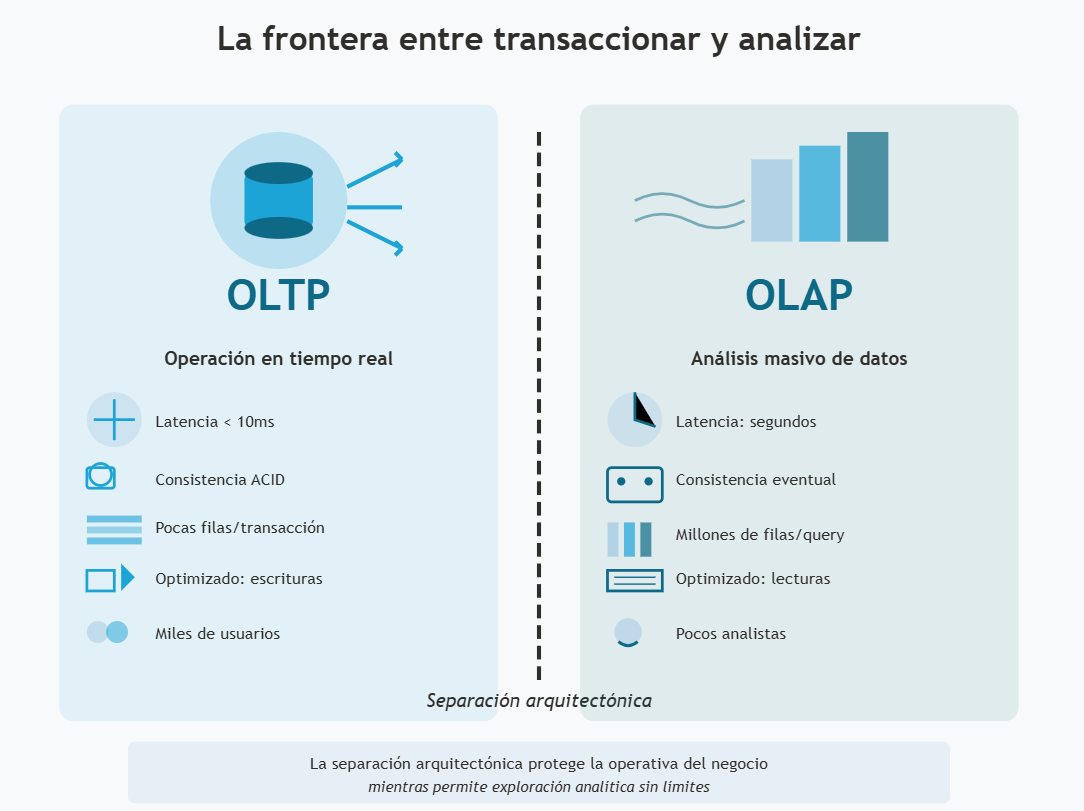 La frontera entre transaccionar y analizar
OLTP
Operación en tiempo real
Latencia < 10ms
Consistencia ACID
Pocas filas/transacción
Optimizado: escrituras
Miles de usuarios
OLAP
Análisis masivo de datos
Latencia: segundos
Consistencia eventual
Millones de filas/query
Optimizado: lecturas
Pocos analistas
Separación arquitectónica
La separación arquitectónica protege la operativa del negocio
mientras permite exploración analítica sin límites